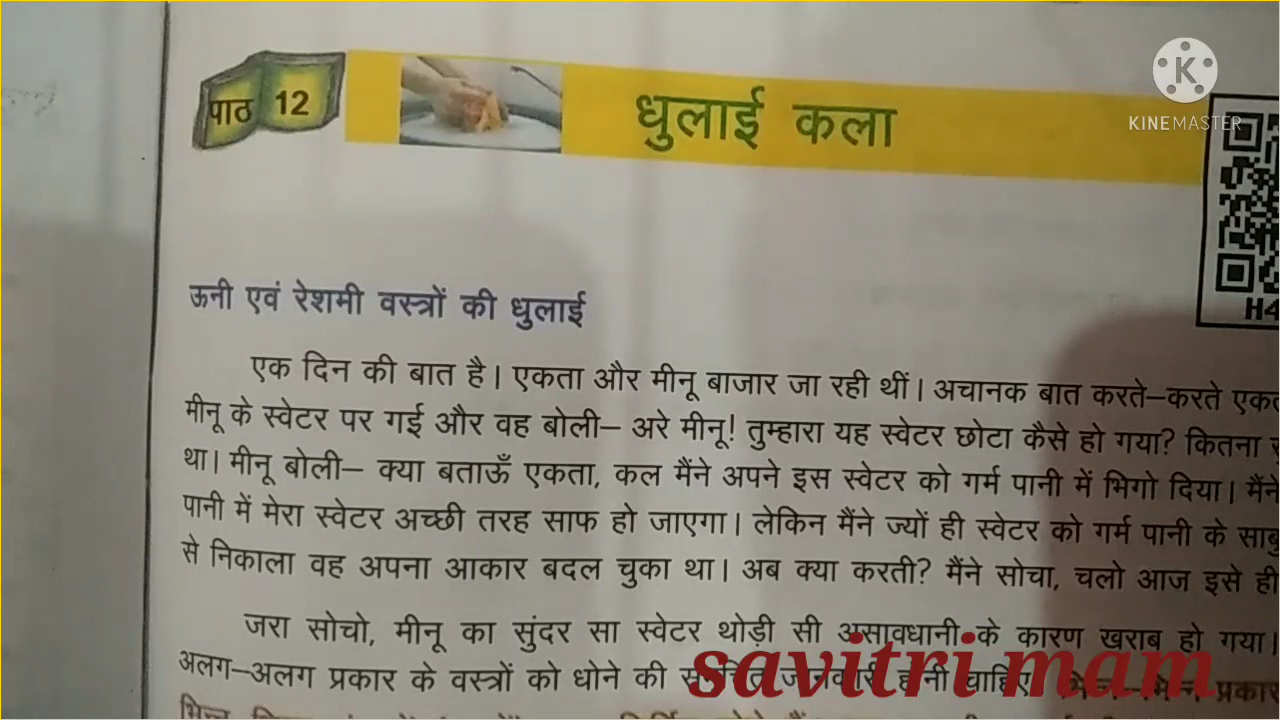 पाठ 12
धुलाई कला
KINEMASTER
H4
ऊनी एवं रेशमी वस्त्रों की धुलाई
एक दिन की बात है। एकता और मीनू बाजार जा रही थीं। अचानक बात करते–करते
मीनू के स्वेटर पर गई और वह बोली– अरे मीनू! तुम्हारा यह स्वेटर छोटा कैसे हो गया? कितना
था। मीनू बोली– क्या बताऊँ एकता, कल मैंने अपने इस स्वेटर को गर्म पानी में भिगो दिया। मैंने
पानी में मेरा स्वेटर अच्छी तरह साफ हो जाएगा। लेकिन मैंने ज्यों ही स्वेटर को गर्म पानी के
से निकाला वह अपना आकार बदल चुका था। अब क्या करती? मैंने सोचा, चलो आज इसे ही
जरा सोचो, मीनू का सुंदर सा स्वेटर थोड़ी सी असावधानी के कारण खराब हो गया।
अलग–अलग प्रकार के वस्त्रों को धोने की जानकारी होनी चाहिए प्रकार
savitri mam